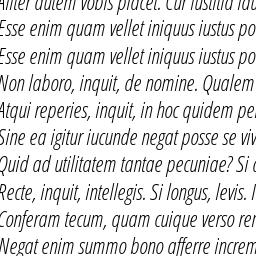 Aliter autem vobis placet. Cur iustitia lau
Esse enim quam vellet iniquus iustus po
Esse enim quam vellet iniquus iustus po
Non laboro, inquit, de nomine. Qualem
Atqui reperies, inquit, in hoc quidem pe
Sine ea igitur iucunde negat posse se viv
Quid ad utilitatem tantae pecuniae? Si
Recte, inquit, intellegis. Si longus, levis.
Conferam tecum, quam cuique verso rer
Negat enim summo bono afferre increm